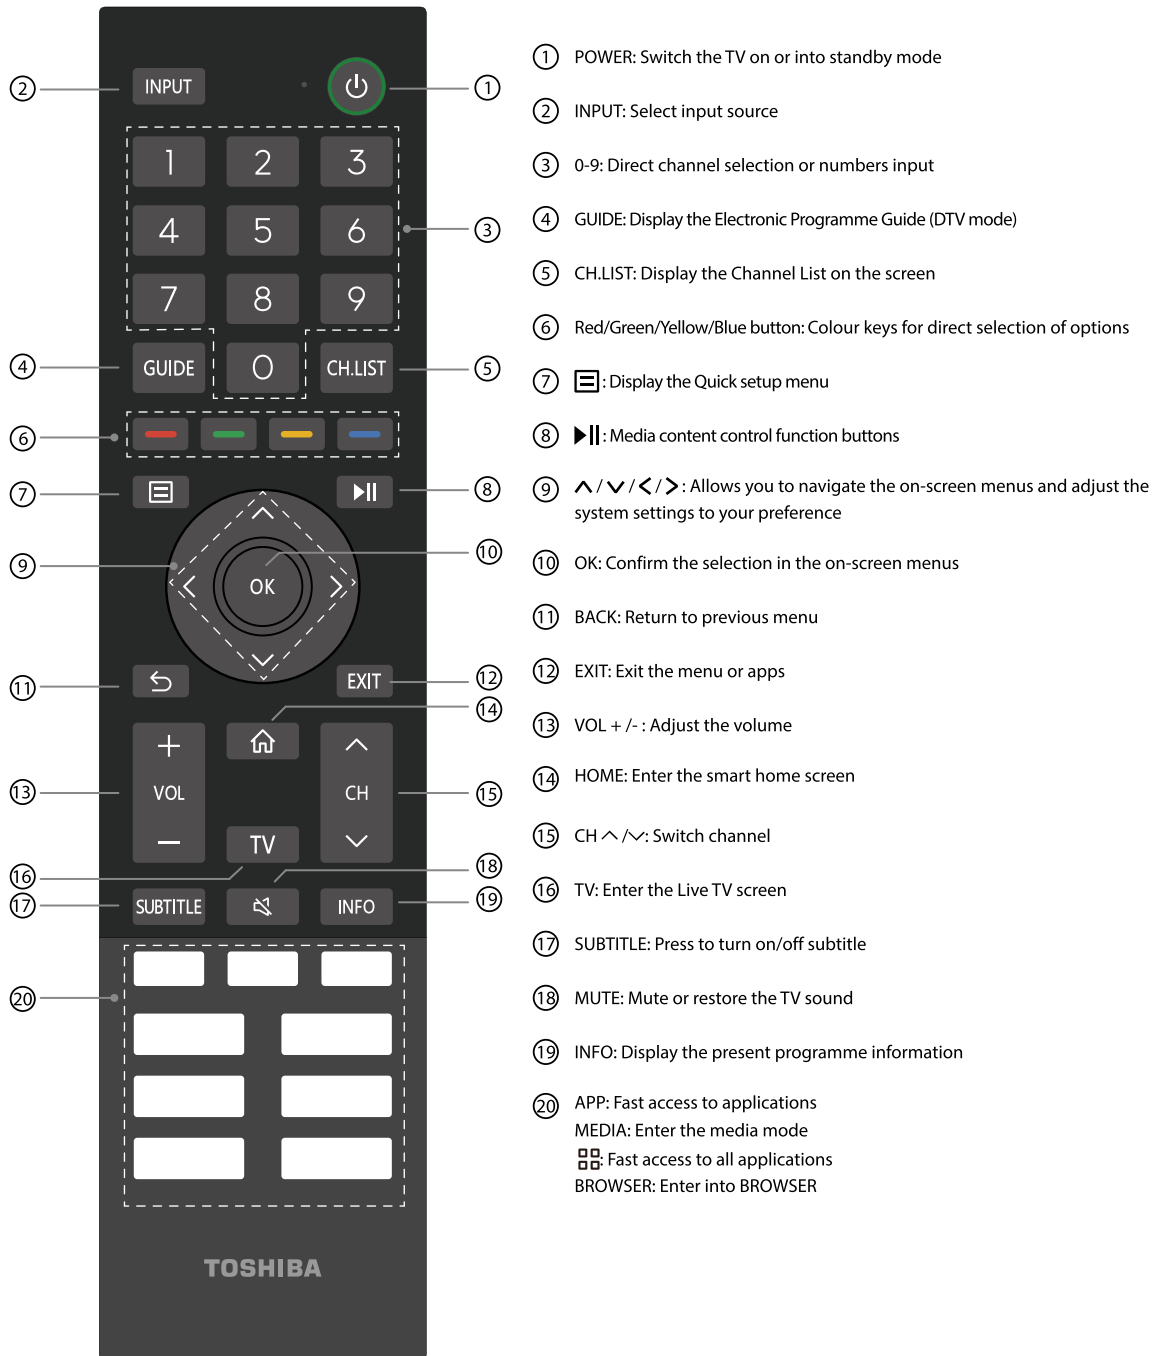 INPUT
1 2 3
4 5 6
7 8 9
GUIDE 0 CH.LIST
OK
EXIT
VOL
CH
TV
SUBTITLE INFO
TOSHIBA
②
①
③
④
⑤
⑥
⑦
⑧
⑩
⑨
⑪
⑫
⑭
⑬
⑮
⑱
⑯
⑲
⑰
⑳
① POWER: Switch the TV on or into standby mode
② INPUT: Select input source
③ 0-9: Direct channel selection or numbers input
④ GUIDE: Display the Electronic Programme Guide (DTV mode)
⑤ CH.LIST: Display the Channel List on the screen
⑥ Red/Green/Yellow/Blue button: Colour keys for direct selection of options
⑦ : Display the Quick setup menu
⑧ : Media content control function buttons
⑨ / / / : Allows you to navigate the on-screen menus and adjust the
system settings to your preference
⑩ OK: Confirm the selection in the on-screen menus
⑪ BACK: Return to previous menu
⑫ EXIT: Exit the menu or apps
⑬ VOL + /- : Adjust the volume
⑭ HOME: Enter the smart home screen
⑮ CH / : Switch channel
⑯ TV: Enter the Live TV screen
⑰ SUBTITLE: Press to turn on/off subtitle
⑱ MUTE: Mute or restore the TV sound
⑲ INFO: Display the present programme information
⑳ APP: Fast access to applications
MEDIA: Enter the media mode
: Fast access to all applications
BROWSER: Enter into BROWSER